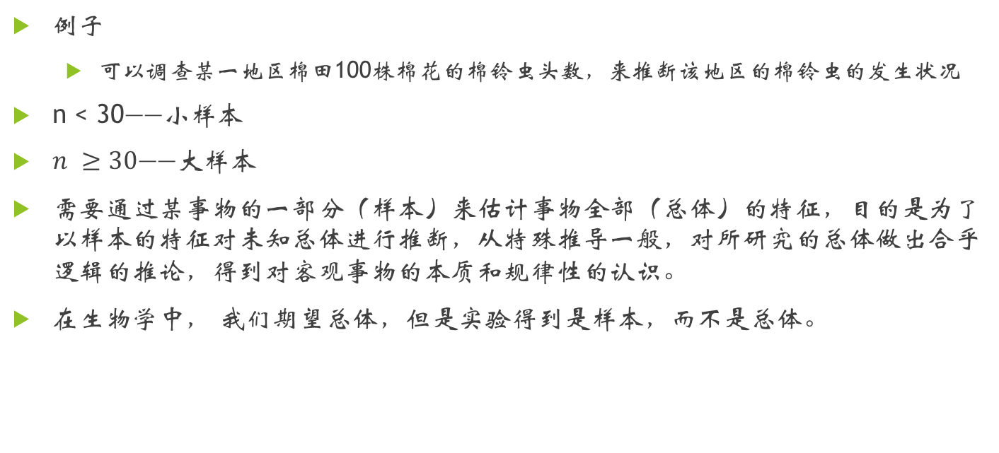 例子
可以调查某一地区棉田100株棉花的棉铃虫头数，来推断该地区的棉铃虫的发生状况
n < 30——小样本
n ≥ 30——大样本
需要通过某事物的一部分（样本）来估计事物全部（总体）的特征，目的是为了
以样本的特征对未知总体进行推断，从特殊推导一般，对所研究的总体做出合乎
逻辑的推论，得到对客观事物的本质和规律性的认识。
在生物学中， 我们期望总体，但是实验得到是样本，而不是总体。